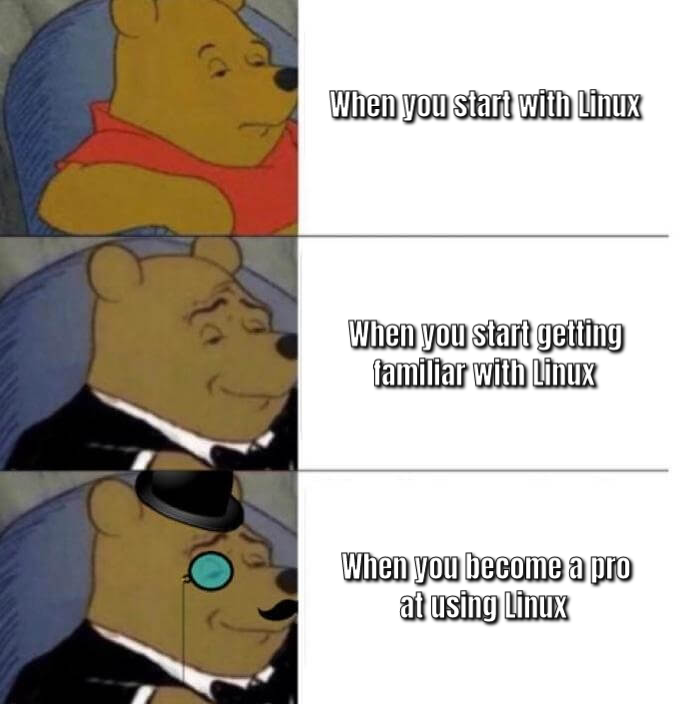 When you start with Linux
When you start getting
familiar with Linux
When you become a pro
at using Linux